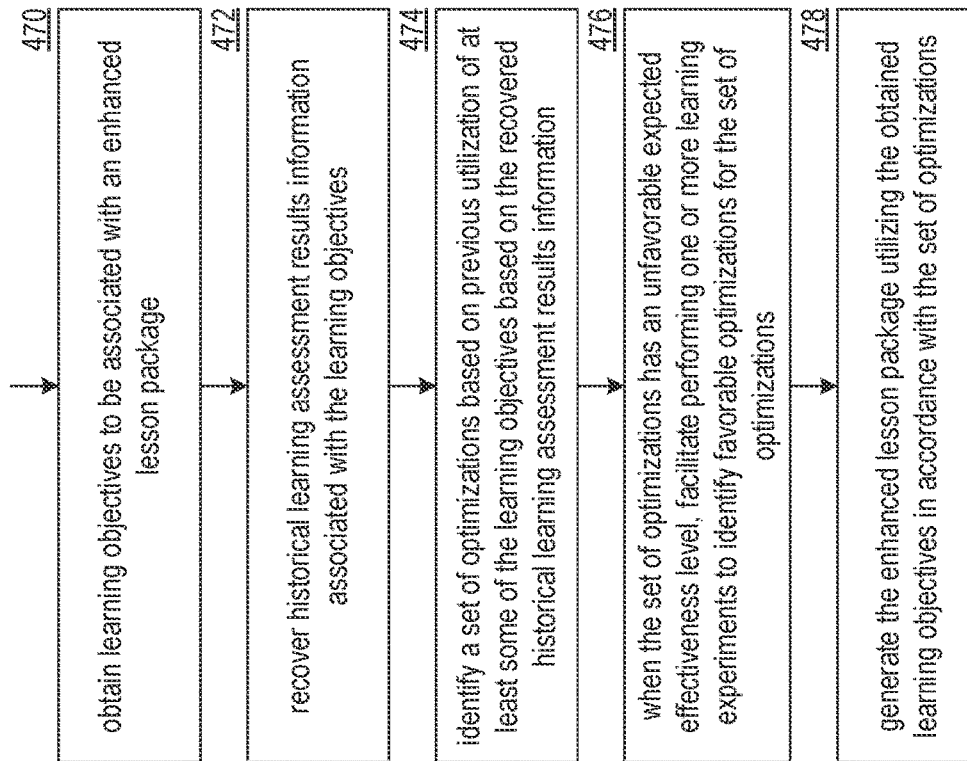 470
obtain learning objectives to be associated with an enhanced
lesson package
472
recover historical learning assessment results information
associated with the learning objectives
474
identify a set of optimizations based on previous utilization of at
least some of the learning objectives based on the recovered
historical learning assessment results information
476
when the set of optimizations has an unfavorable expected
effectiveness level, facilitate performing one or more learning
experiments to identify favorable optimizations for the set of
optimizations
478
generate the enhanced lesson package utilizing the obtained
learning objectives in accordance with the set of optimizations